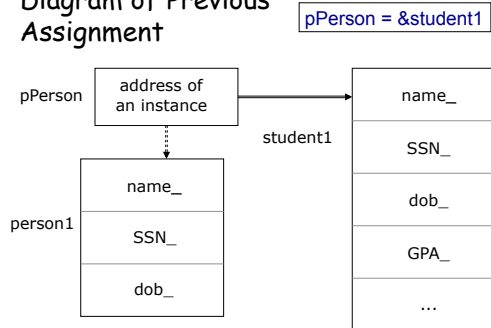 Diagram of Previous
Assignment
pPerson = &student1
pPerson
address of
an instance
student1
name_
SSN_
dob_
GPA_
...
person1
name_
SSN_
dob_